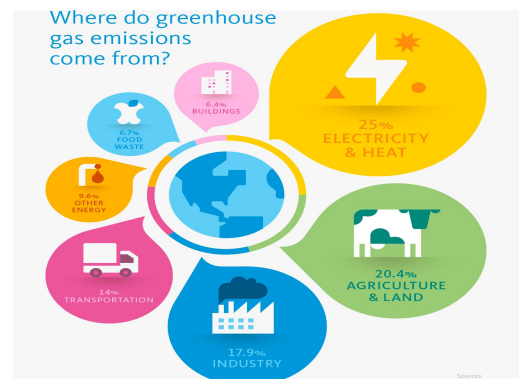 Where do greenhouse
gas emissions
come from?
6.4%
BUILDINGS
25%
ELECTRICITY
& HEAT
6.7%
FOOD
WASTE
9.6%
OTHER
ENERGY
20.4%
AGRICULTURE
& LAND
14%
TRANSPORTATION
17.9%
INDUSTRY
Sources